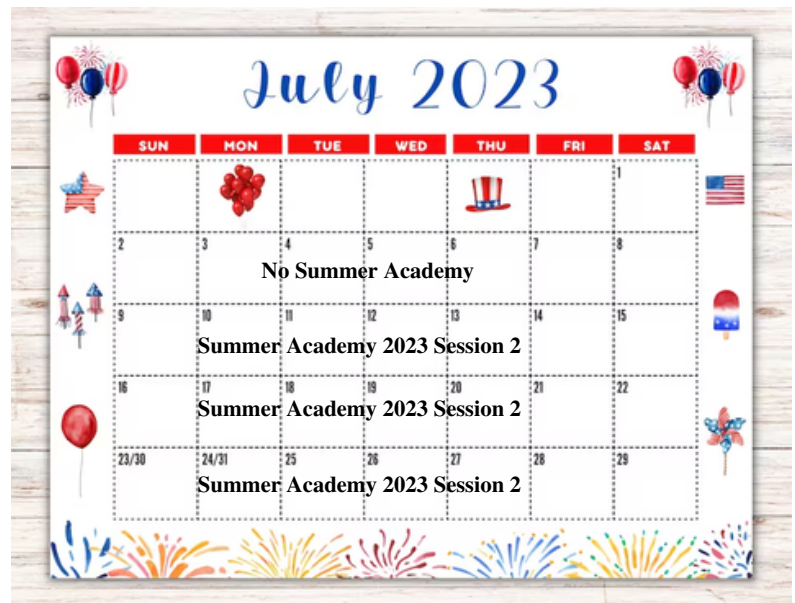 July 2023
SUN MON TUE WED THU FRI SAT
1
2 3 4 5 6 7 8
No Summer Academy
9 10 11 12 13 14 15
Summer Academy 2023 Session 2
16 17 18 19 20 21 22
Summer Academy 2023 Session 2
23/30 24/31 25 26 27 28 29
Summer Academy 2023 Session 2